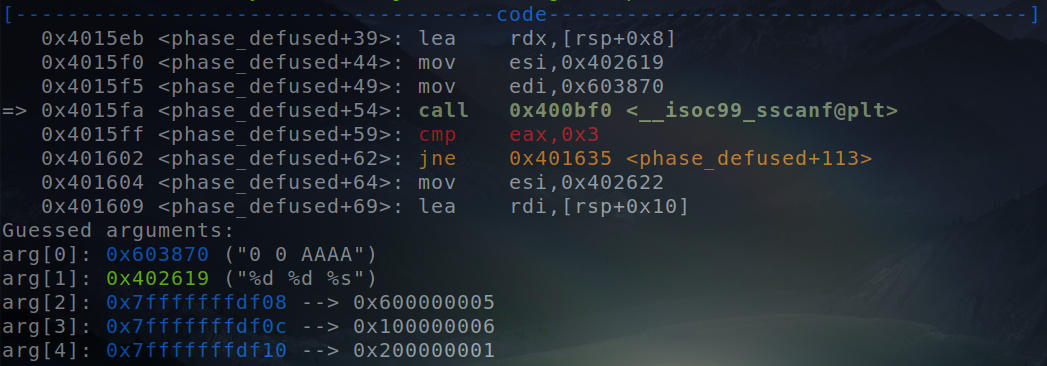 [-------------------------------------code-------------------------------------]
   0x4015eb <phase_defused+39>: lea    rdx,[rsp+0x8]
   0x4015f0 <phase_defused+44>: mov    esi,0x402619
   0x4015f5 <phase_defused+49>: mov    edi,0x603870
=> 0x4015fa <phase_defused+54>: call   0x400bf0 <__isoc99_sscanf@plt>
   0x4015ff <phase_defused+59>: cmp    eax,0x3
   0x401602 <phase_defused+62>: jne    0x401635 <phase_defused+113>
   0x401604 <phase_defused+64>: mov    esi,0x402622
   0x401609 <phase_defused+69>: lea    rdi,[rsp+0x10]
Guessed arguments:
arg[0]: 0x603870 ("0 0 AAAA")
arg[1]: 0x402619 ("%d %d %s")
arg[2]: 0x7fffffffdf08 --> 0x600000005
arg[3]: 0x7fffffffdf0c --> 0x100000006
arg[4]: 0x7fffffffdf10 --> 0x200000001